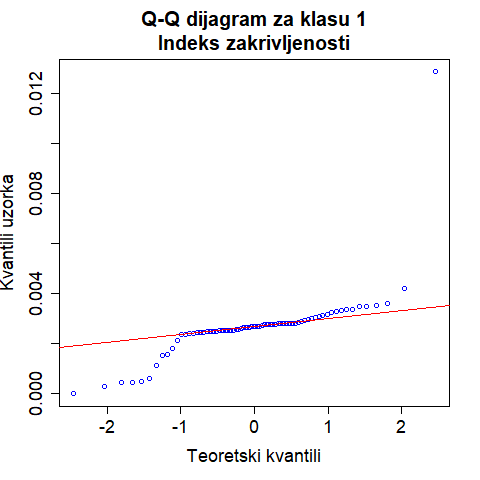 Q-Q dijagram za klasu 1
Indeks zakrivljenosti
Kvantili uzorka
0.012
0.008
0.004
0.000
-2
-1
0
1
2
Teoretski kvantili